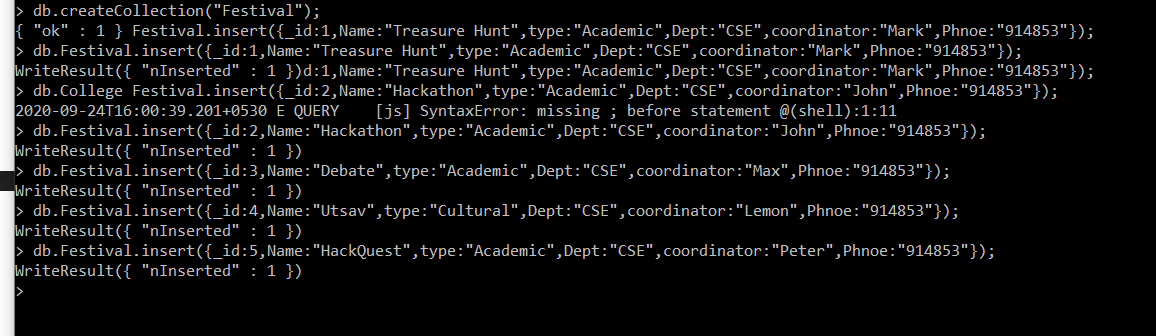 > db.createCollection("Festival");
{ "ok" : 1 } Festival.insert({_id:1,Name:"Treasure Hunt",type:"Academic",Dept:"CSE",coordinator:"Mark",Phnoe:"914853"});
> db.Festival.insert({_id:1,Name:"Treasure Hunt",type:"Academic",Dept:"CSE",coordinator:"Mark",Phnoe:"914853"});
WriteResult({ "nInserted" : 1 })d:1,Name:"Treasure Hunt",type:"Academic",Dept:"CSE",coordinator:"Mark",Phnoe:"914853"});
> db.College Festival.insert({_id:2,Name:"Hackathon",type:"Academic",Dept:"CSE",coordinator:"John",Phnoe:"914853"});
2020-09-24T16:00:39.201+0530 E QUERY    [js] SyntaxError: missing ; before statement @(shell):1:11
> db.Festival.insert({_id:2,Name:"Hackathon",type:"Academic",Dept:"CSE",coordinator:"John",Phnoe:"914853"});
WriteResult({ "nInserted" : 1 })
> db.Festival.insert({_id:3,Name:"Debate",type:"Academic",Dept:"CSE",coordinator:"Max",Phnoe:"914853"});
WriteResult({ "nInserted" : 1 })
> db.Festival.insert({_id:4,Name:"Utsav",type:"Cultural",Dept:"CSE",coordinator:"Lemon",Phnoe:"914853"});
WriteResult({ "nInserted" : 1 })
> db.Festival.insert({_id:5,Name:"HackQuest",type:"Academic",Dept:"CSE",coordinator:"Peter",Phnoe:"914853"});
WriteResult({ "nInserted" : 1 })
>